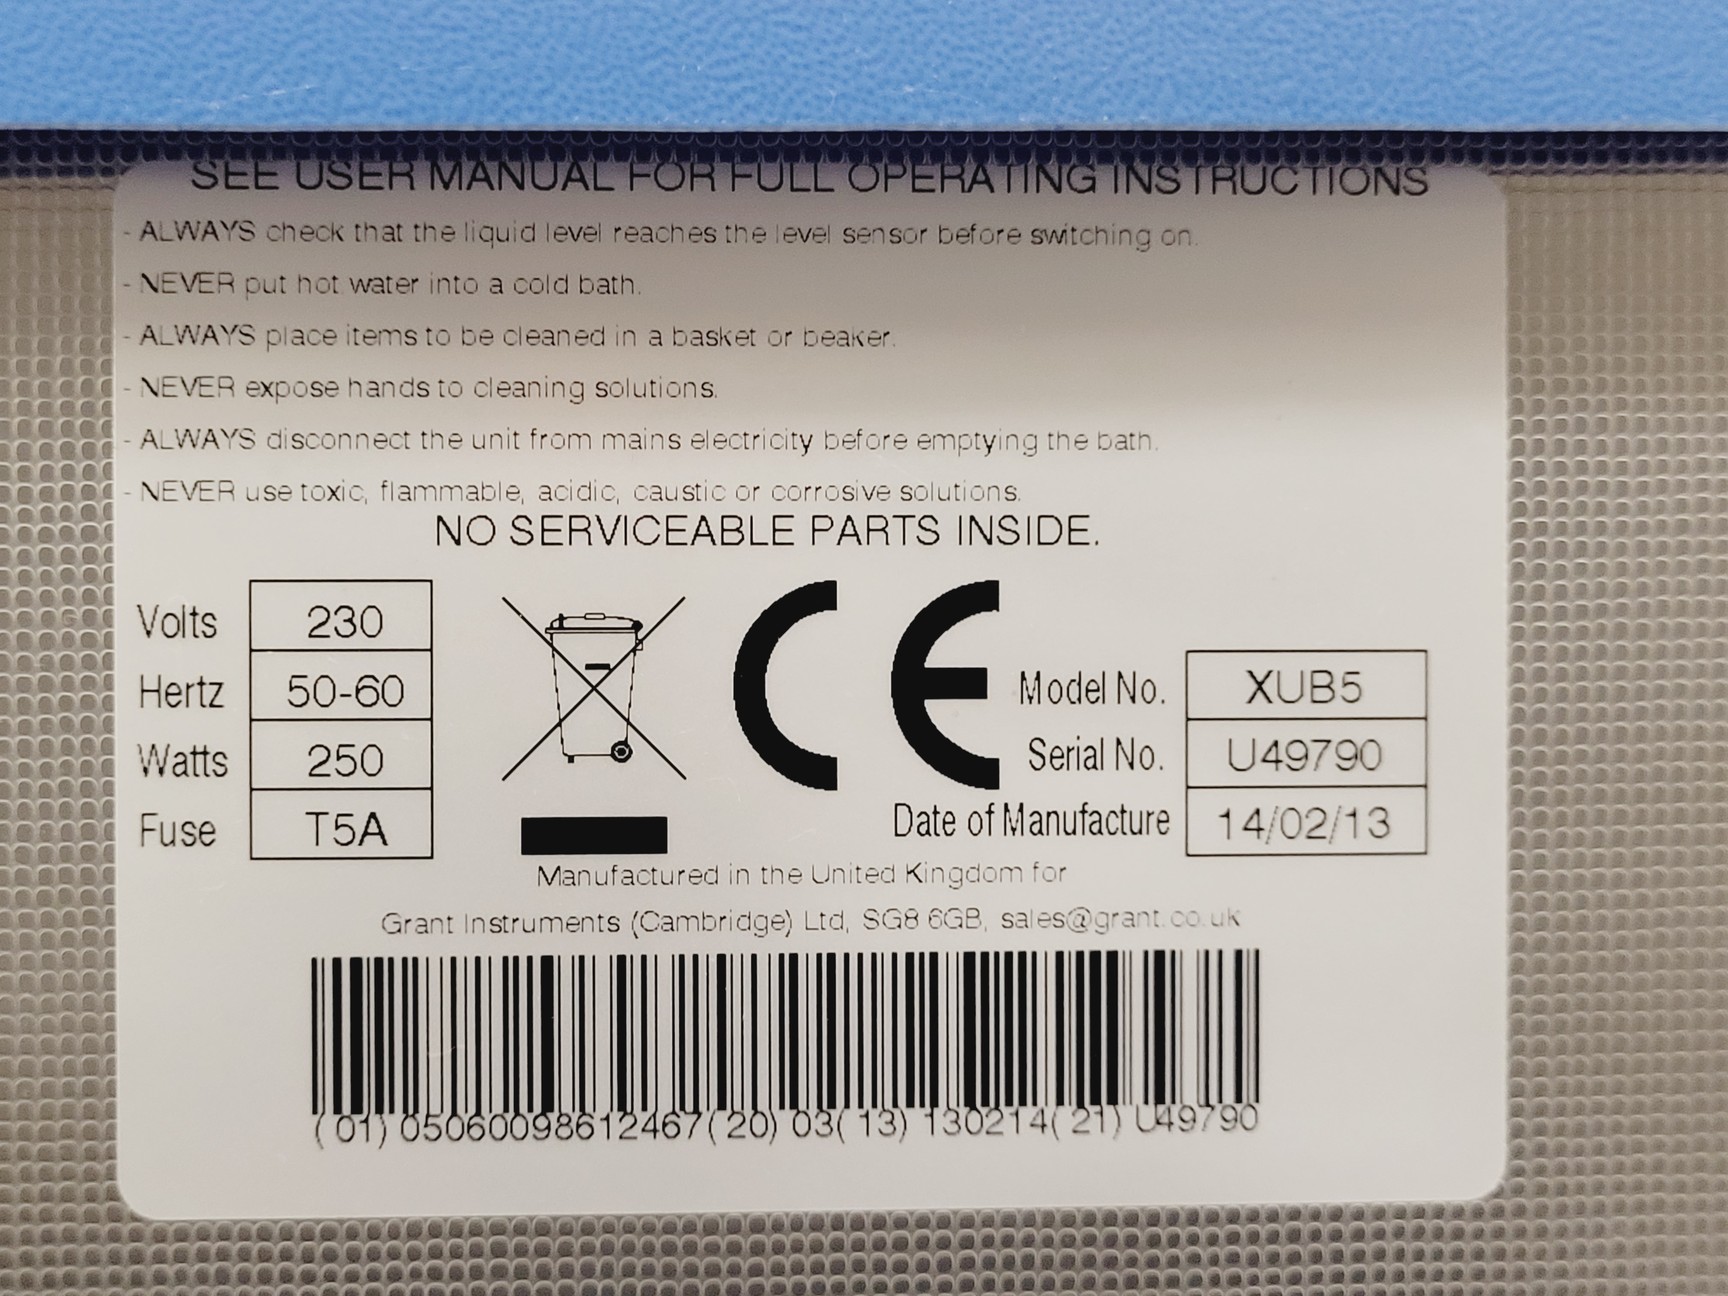 SEE USER MANUAL FOR FULL OPERATING INSTRUCTIONS
- ALWAYS check that the liquid level reaches the level sensor before switching on.
- NEVER put hot water into a cold bath.
- ALWAYS place items to be cleaned in a basket or beaker.
- NEVER expose hands to cleaning solutions.
- ALWAYS disconnect the unit from mains electricity before emptying the bath.
- NEVER use toxic, flammable, acidic, caustic or corrosive solutions.
NO SERVICEABLE PARTS INSIDE.
Volts 230
Hertz 50-60
Watts 250
Fuse T5A
CE
Model No. XUB5
Serial No. U49790
Date of Manufacture 14/02/13
Manufactured in the United Kingdom for
Grant Instruments (Cambridge) Ltd, SG8 6GB, sales@grant.co.uk
(01) 05060098612467(20) 03(13) 130214(21) U49790